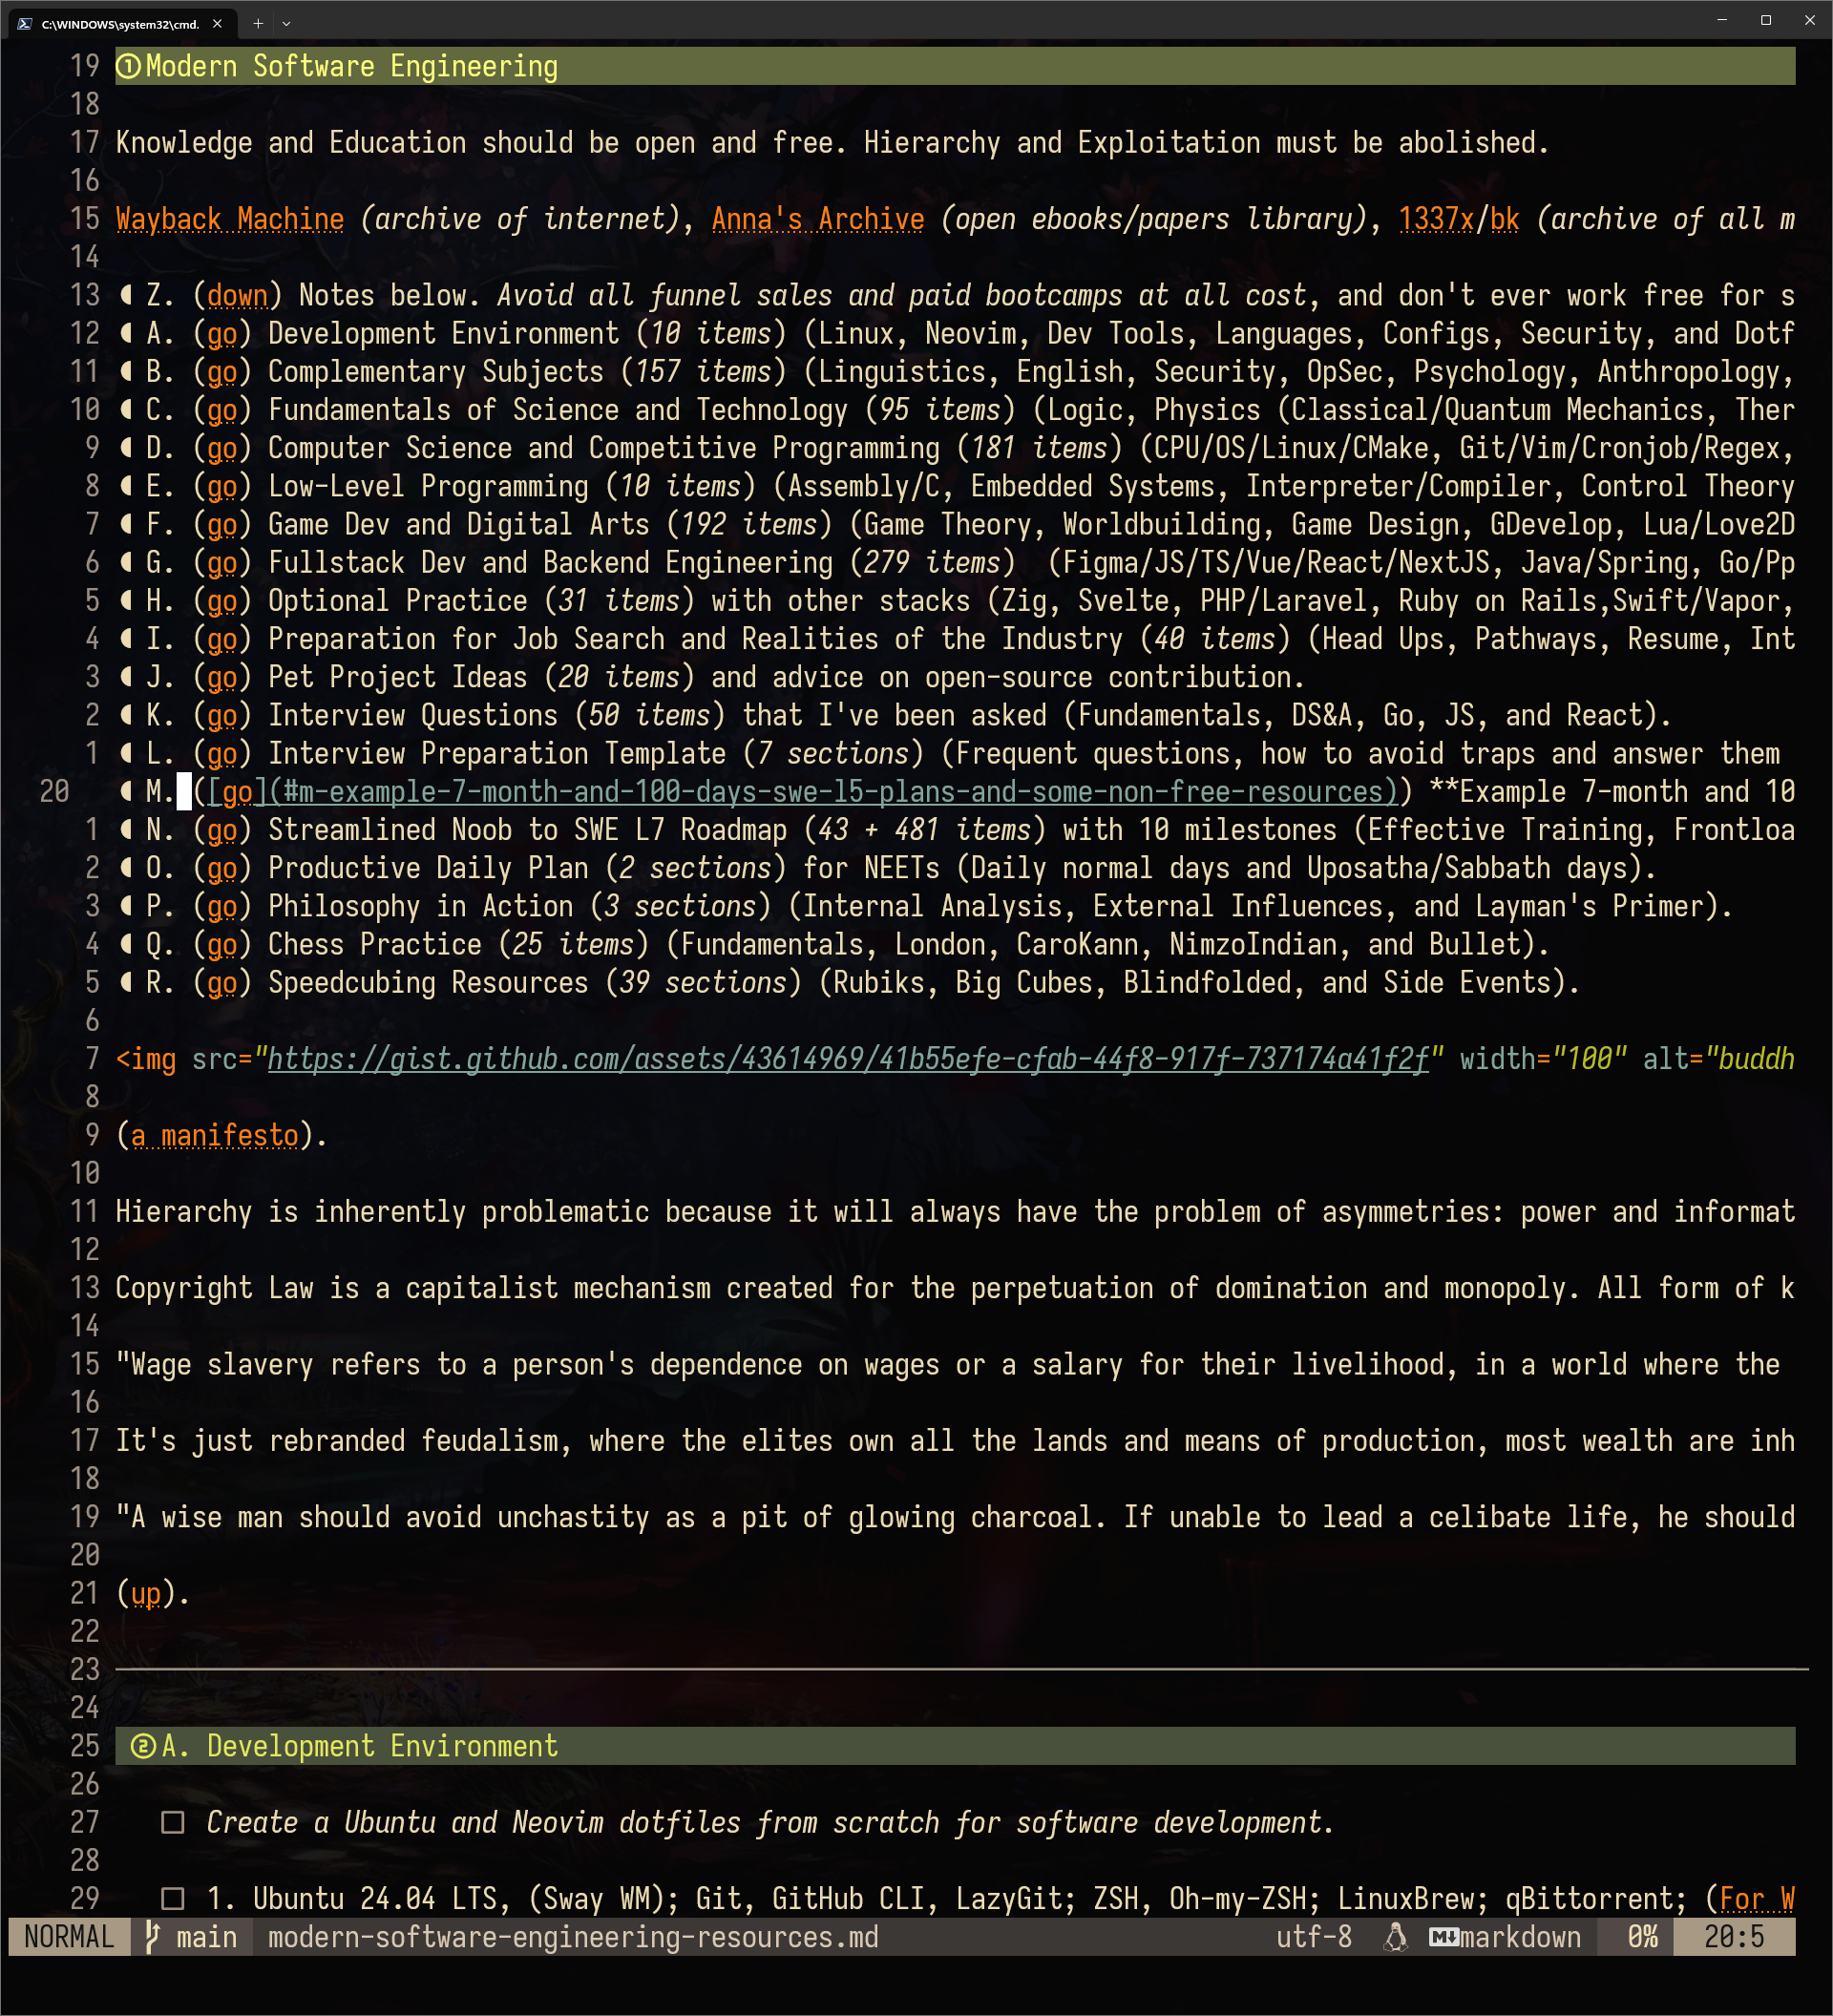 C:\WINDOWS\system32\cmd.
19 ①Modern Software Engineering
18
17 Knowledge and Education should be open and free. Hierarchy and Exploitation must be abolished.
16
15 Wayback Machine (archive of internet), Anna's Archive (open ebooks/papers library), 1337x/bk (archive of all m
14
13 Z. (down) Notes below. Avoid all funnel sales and paid bootcamps at all cost, and don't ever work free for s
12 A. (go) Development Environment (10 items) (Linux, Neovim, Dev Tools, Languages, Configs, Security, and Dotf
11 B. (go) Complementary Subjects (157 items) (Linguistics, English, Security, OpSec, Psychology, Anthropology,
10 C. (go) Fundamentals of Science and Technology (95 items) (Logic, Physics (Classical/Quantum Mechanics, Ther
9 D. (go) Computer Science and Competitive Programming (181 items) (CPU/OS/Linux/CMake, Git/Vim/Cronjob/Regex,
8 E. (go) Low-Level Programming (10 items) (Assembly/C, Embedded Systems, Interpreter/Compiler, Control Theory
7 F. (go) Game Dev and Digital Arts (192 items) (Game Theory, Worldbuilding, Game Design, GDevelop, Lua/Love2D
6 G. (go) Fullstack Dev and Backend Engineering (279 items)  (Figma/JS/TS/Vue/React/NextJS, Java/Spring, Go/Pp
5 H. (go) Optional Practice (31 items) with other stacks (Zig, Svelte, PHP/Laravel, Ruby on Rails,Swift/Vapor,
4 I. (go) Preparation for Job Search and Realities of the Industry (40 items) (Head Ups, Pathways, Resume, Int
3 J. (go) Pet Project Ideas (20 items) and advice on open-source contribution.
2 K. (go) Interview Questions (50 items) that I've been asked (Fundamentals, DS&A, Go, JS, and React).
1 L. (go) Interview Preparation Template (7 sections) (Frequent questions, how to avoid traps and answer them
20 M. ([go](#m-example-7-month-and-100-days-swe-l5-plans-and-some-non-free-resources)) **Example 7-month and 10
1 N. (go) Streamlined Noob to SWE L7 Roadmap (43 + 481 items) with 10 milestones (Effective Training, Frontloa
2 O. (go) Productive Daily Plan (2 sections) for NEETs (Daily normal days and Uposatha/Sabbath days).
3 P. (go) Philosophy in Action (3 sections) (Internal Analysis, External Influences, and Layman's Primer).
4 Q. (go) Chess Practice (25 items) (Fundamentals, London, CaroKann, NimzoIndian, and Bullet).
5 R. (go) Speedcubing Resources (39 sections) (Rubiks, Big Cubes, Blindfolded, and Side Events).
6
7 <img src="https://gist.github.com/assets/43614969/41b55efe-cfab-44f8-917f-737174a41f2f" width="100" alt="buddh
8
9 (a manifesto).
10
11 Hierarchy is inherently problematic because it will always have the problem of asymmetries: power and informat
12
13 Copyright Law is a capitalist mechanism created for the perpetuation of domination and monopoly. All form of k
14
15 "Wage slavery refers to a person's dependence on wages or a salary for their livelihood, in a world where the
16
17 It's just rebranded feudalism, where the elites own all the lands and means of production, most wealth are inh
18
19 "A wise man should avoid unchastity as a pit of glowing charcoal. If unable to lead a celibate life, he should
20
21 (up).
22
23
24
25 ②A. Development Environment
26
27 Create a Ubuntu and Neovim dotfiles from scratch for software development.
28
29 1. Ubuntu 24.04 LTS, (Sway WM); Git, GitHub CLI, LazyGit; ZSH, Oh-my-ZSH; LinuxBrew; qBittorrent; (For W
NORMAL main modern-software-engineering-resources.md utf-8 M markdown 0% 20:5